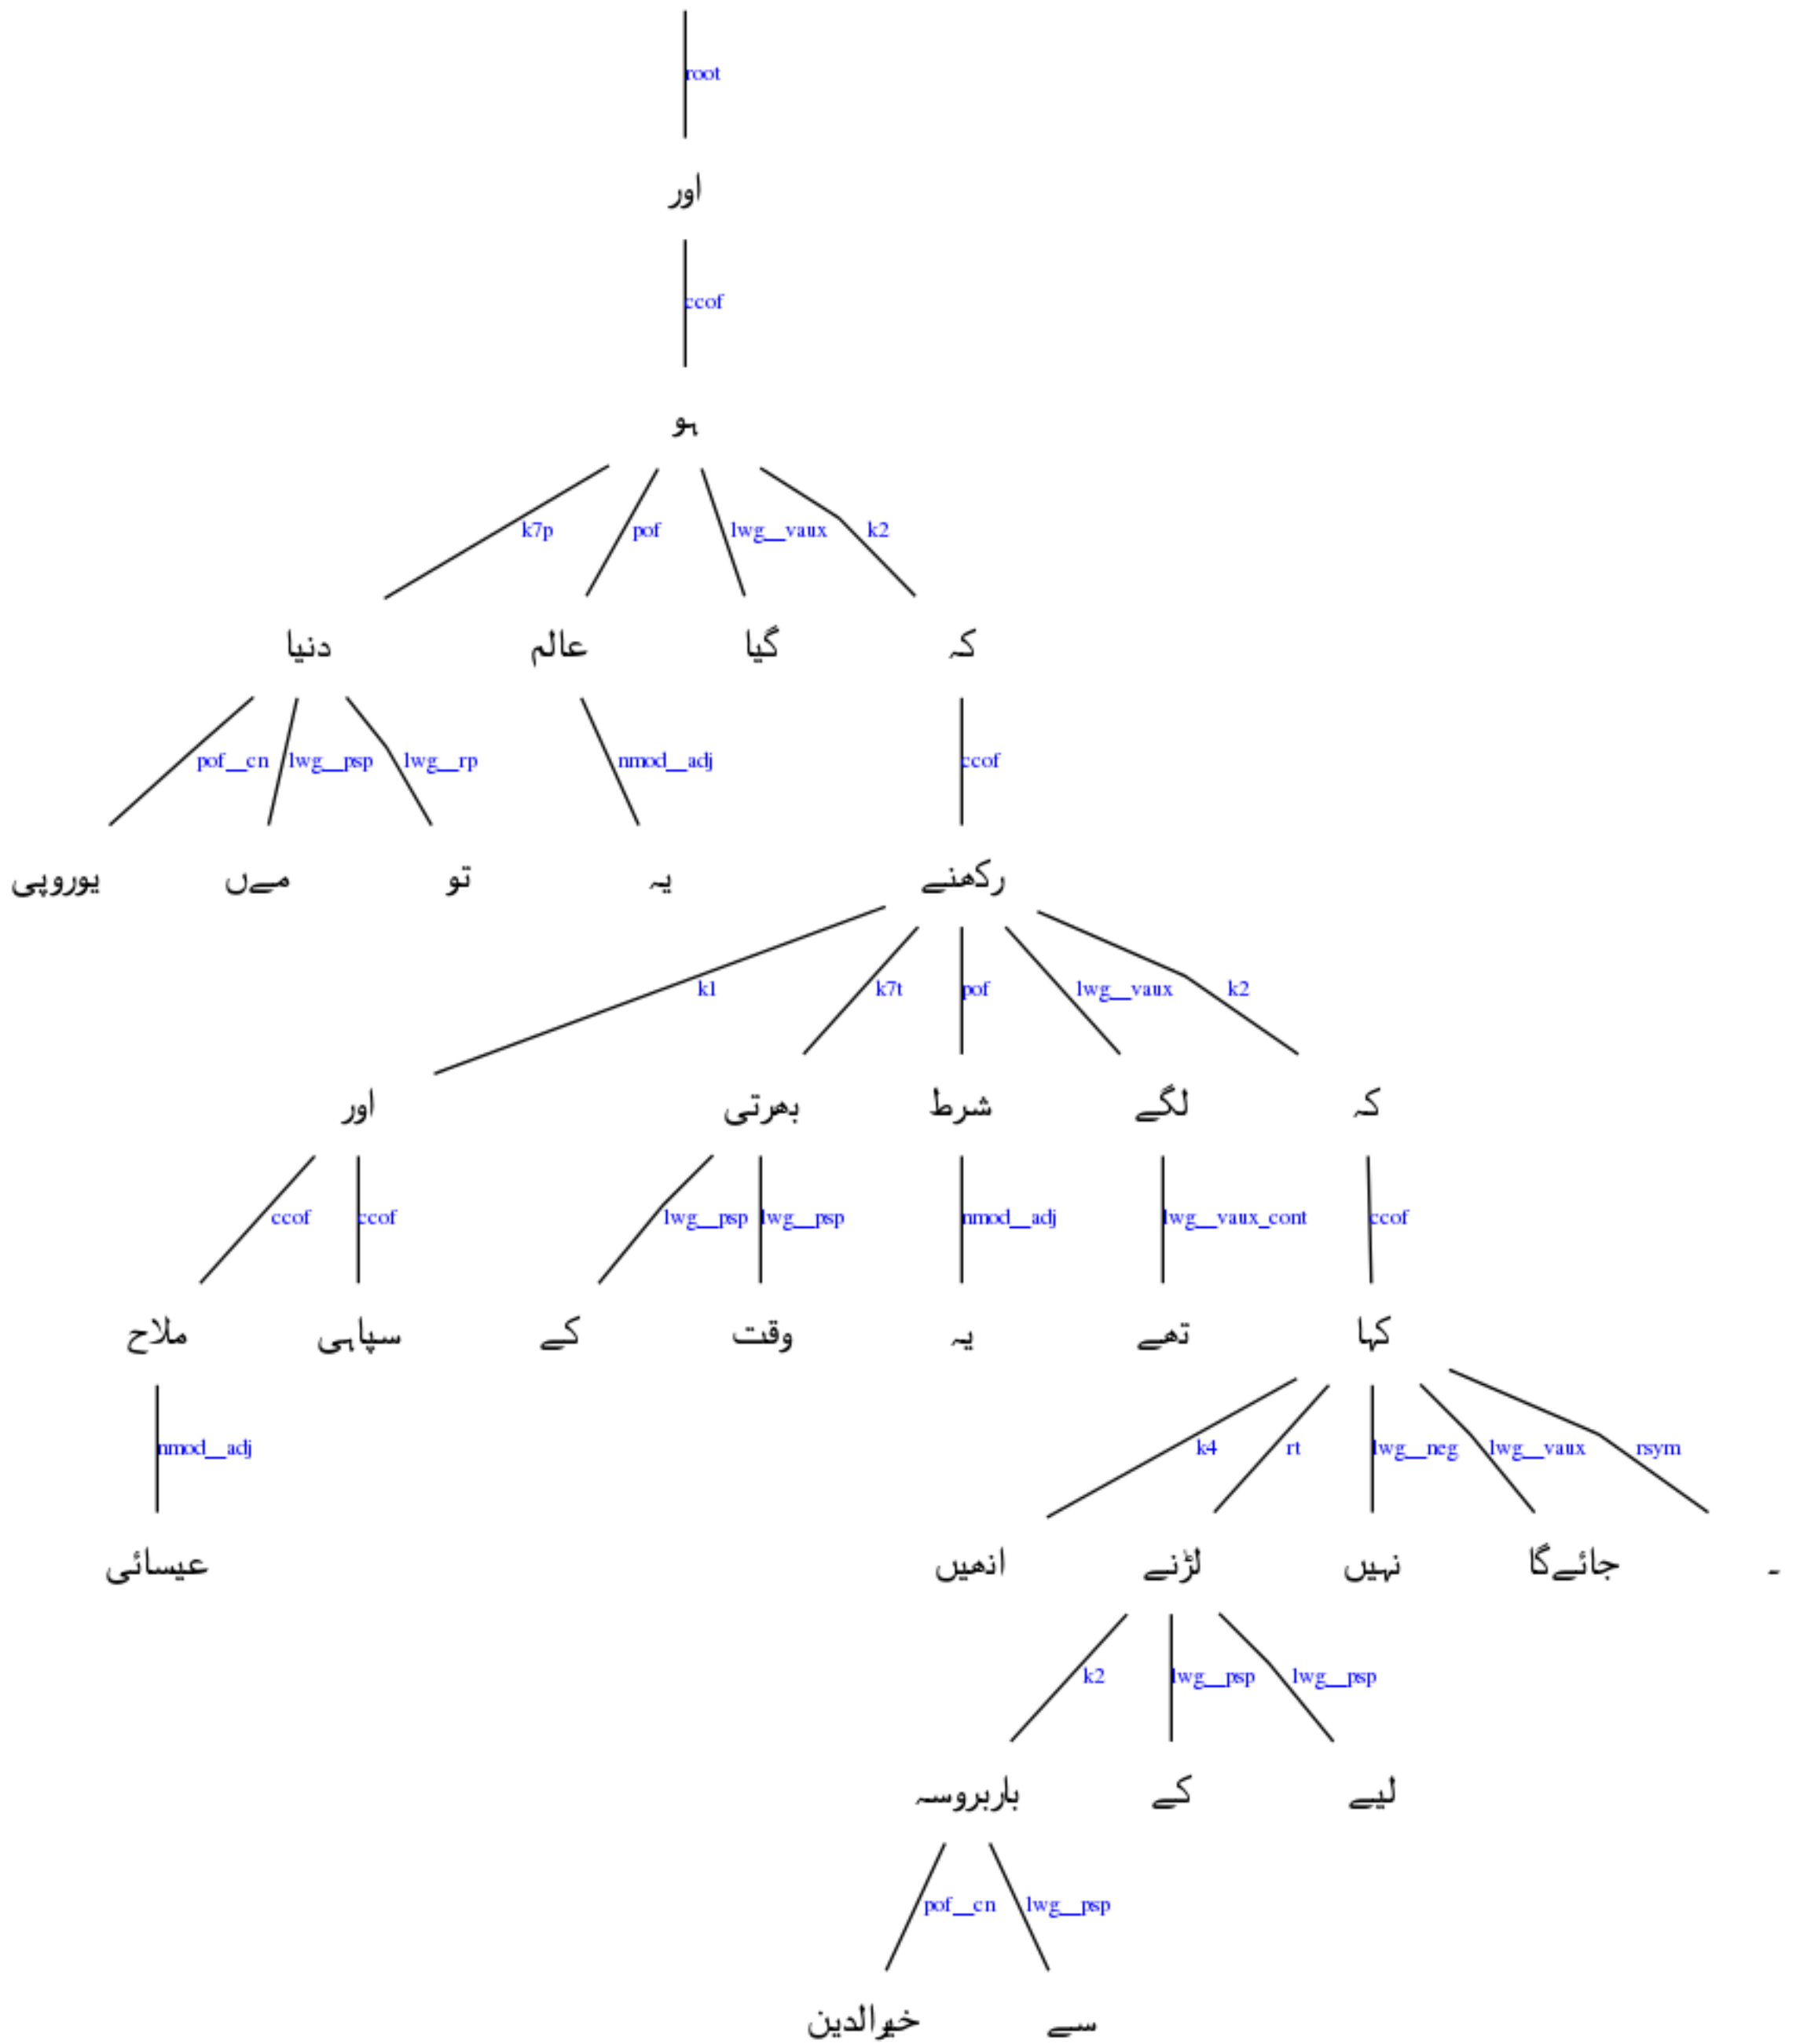 root
اور
ccof
ہو
k7p pof lwg__vaux k2
دنیا عالم گیا کہ
pof__cn lwg__psp lwg__rp nmod__adj ccof
یوروپی مےں تو یہ رکھنے
k1 k7t pof lwg__vaux k2
اور بھرتی شرط لگے کہ
ccof ccof lwg__psp lwg__psp nmod__adj lwg__vaux_cont ccof
ملاح سپاہی کے وقت یہ تھے کہا
nmod__adj k4 rt lwg__neg lwg__vaux rsym
عیسائی انھیں لڑنے نہیں جائےگا ۔
k2 lwg__psp lwg__psp
باربروسہ کے لیے
pof__cn lwg__psp
خیرالدین سے